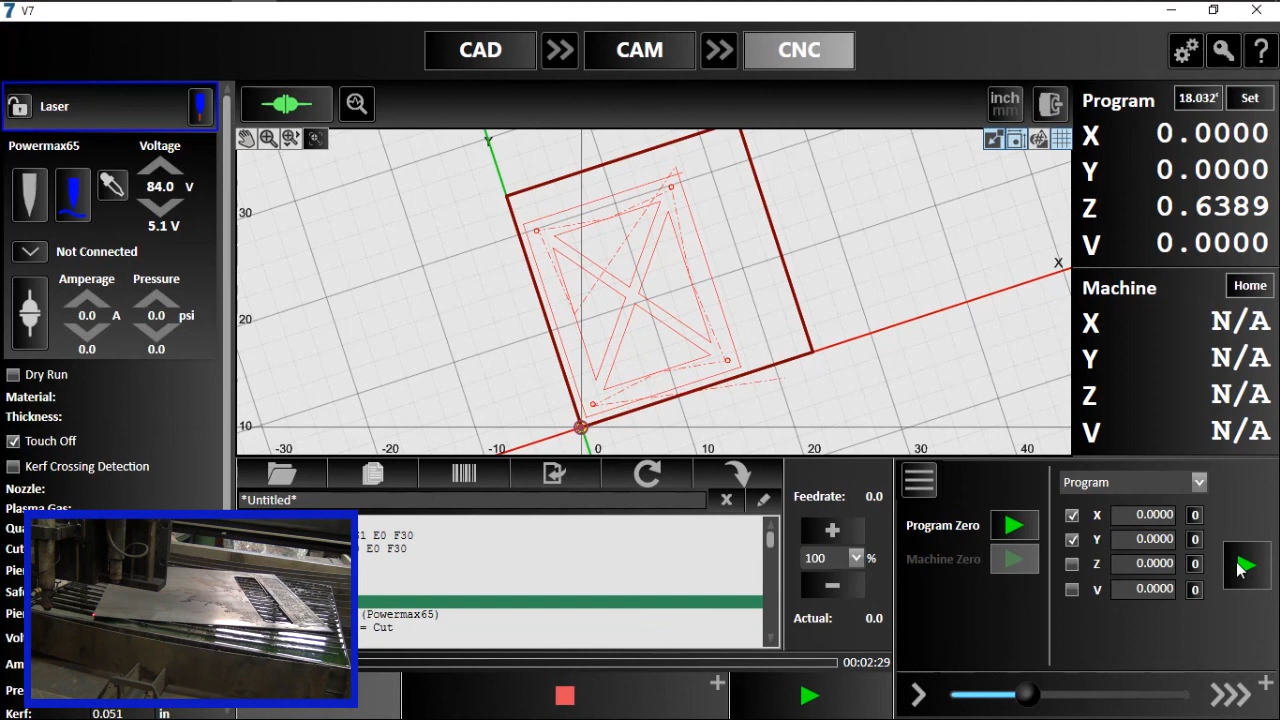 7 V7
CAD >> CAM >> CNC
Laser
Powermax65 Voltage
84.0 V
5.1 V
Not Connected
Amperage Pressure
0.0 A 0.0 psi
0.0 0.0
Dry Run
Material:
Thickness:
Touch Off
Kerf Crossing Detection
Nozzle:
Plasma Gas:
Kerf: 0.051 in
inch
mm
Y
X
30
20
10
-30 -10 0 10 20 30 40
*Untitled*
E0 F30
E0 F30
(Powermax65)
= Cut
00:02:29
Feedrate: 0.0
100 %
Actual: 0.0
Program 18.032° Set
X 0.0000
Y 0.0000
Z 0.6389
V 0.0000
Machine Home
X N/A
Y N/A
Z N/A
V N/A
Program Zero
Machine Zero
Program
X 0.0000 0
Y 0.0000 0
Z 0.0000 0
V 0.0000 0